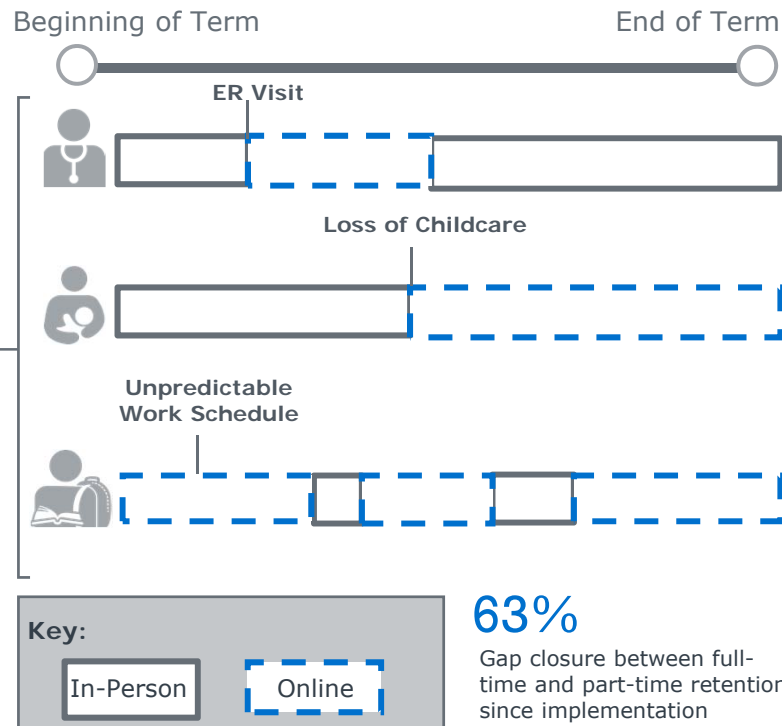 Beginning of Term
End of Term
ER Visit
Loss of Childcare
Unpredictable
Work Schedule
Key:
In-Person
Online
63%
Gap closure between full-
time and part-time retention
since implementation